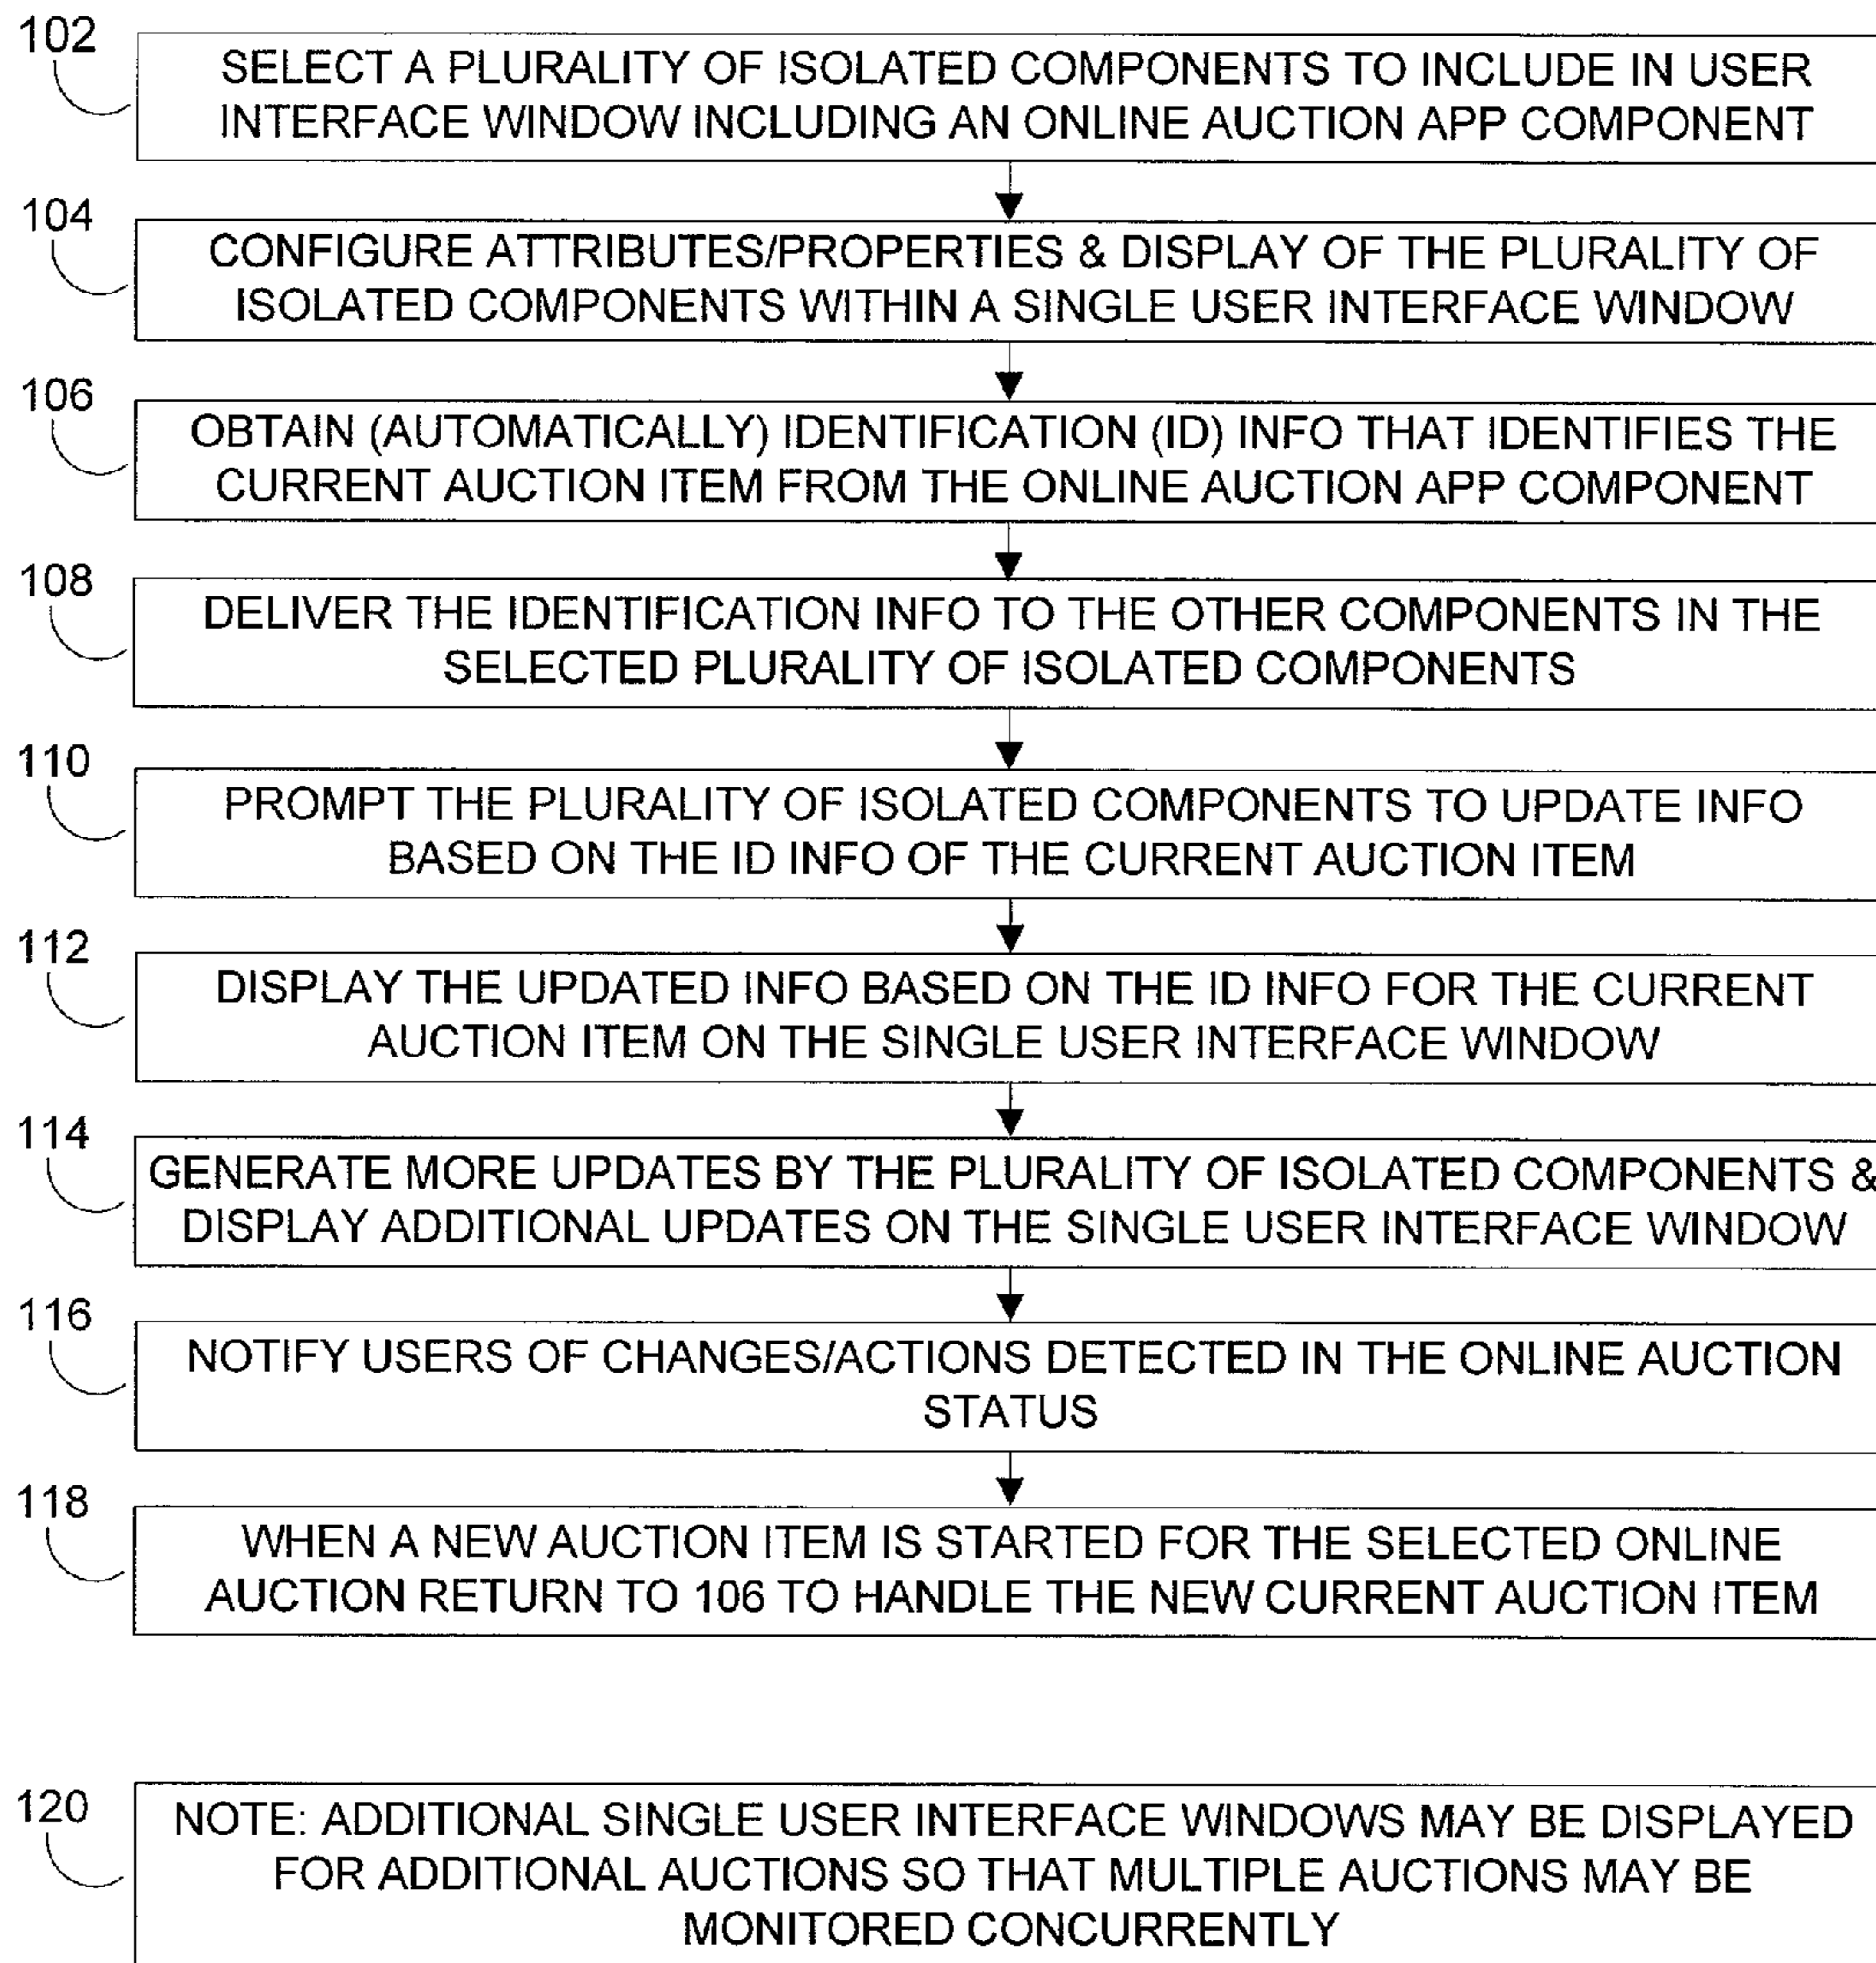 102
SELECT A PLURALITY OF ISOLATED COMPONENTS TO INCLUDE IN USER
INTERFACE WINDOW INCLUDING AN ONLINE AUCTION APP COMPONENT
104
CONFIGURE ATTRIBUTES/PROPERTIES & DISPLAY OF THE PLURALITY OF
ISOLATED COMPONENTS WITHIN A SINGLE USER INTERFACE WINDOW
106
OBTAIN (AUTOMATICALLY) IDENTIFICATION (ID) INFO THAT IDENTIFIES THE
CURRENT AUCTION ITEM FROM THE ONLINE AUCTION APP COMPONENT
108
DELIVER THE IDENTIFICATION INFO TO THE OTHER COMPONENTS IN THE
SELECTED PLURALITY OF ISOLATED COMPONENTS
110
PROMPT THE PLURALITY OF ISOLATED COMPONENTS TO UPDATE INFO
BASED ON THE ID INFO OF THE CURRENT AUCTION ITEM
112
DISPLAY THE UPDATED INFO BASED ON THE ID INFO FOR THE CURRENT
AUCTION ITEM ON THE SINGLE USER INTERFACE WINDOW
114
GENERATE MORE UPDATES BY THE PLURALITY OF ISOLATED COMPONENTS &
DISPLAY ADDITIONAL UPDATES ON THE SINGLE USER INTERFACE WINDOW
116
NOTIFY USERS OF CHANGES/ACTIONS DETECTED IN THE ONLINE AUCTION
STATUS
118
WHEN A NEW AUCTION ITEM IS STARTED FOR THE SELECTED ONLINE
AUCTION RETURN TO 106 TO HANDLE THE NEW CURRENT AUCTION ITEM
120
NOTE: ADDITIONAL SINGLE USER INTERFACE WINDOWS MAY BE DISPLAYED
FOR ADDITIONAL AUCTIONS SO THAT MULTIPLE AUCTIONS MAY BE
MONITORED CONCURRENTLY